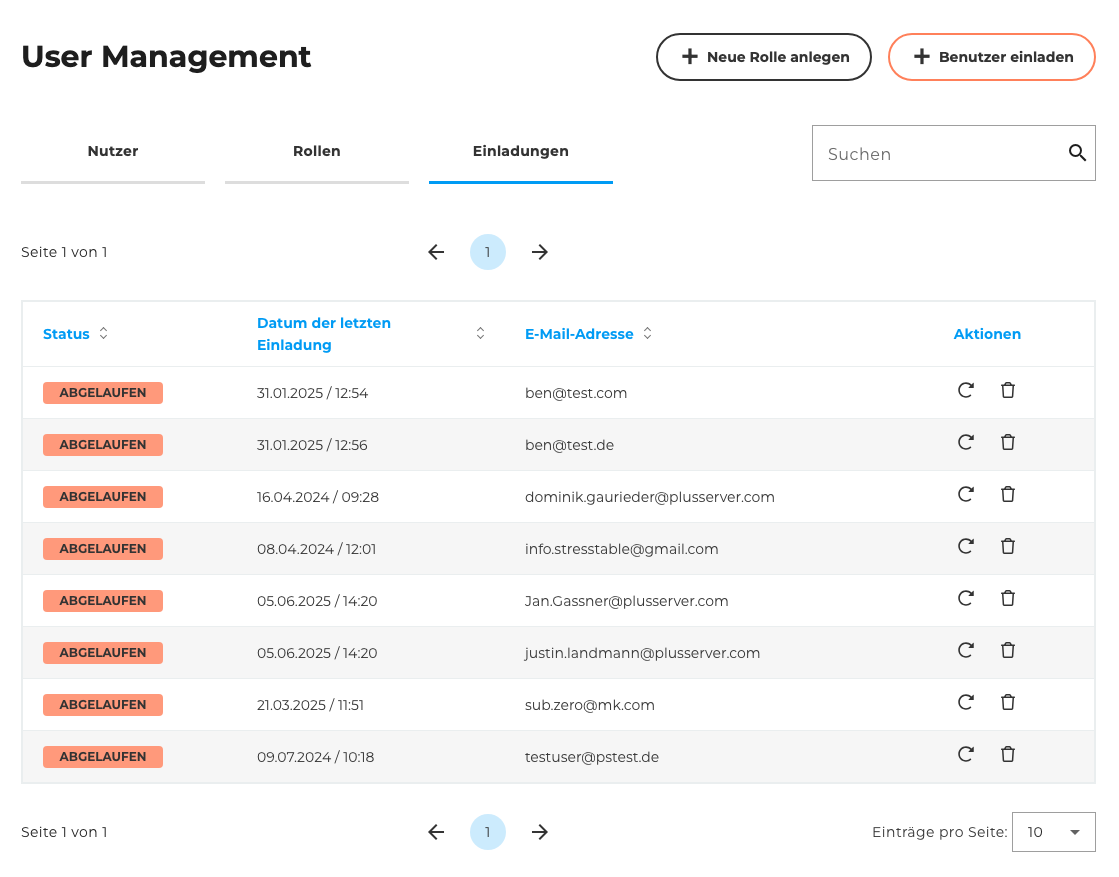 User Management
Neue Rolle anlegen
Benutzer einladen
Nutzer
Rollen
Einladungen
Suchen
Seite 1 von 1
1
Status
Datum der letzten
Einladung
E-Mail-Adresse
Aktionen
ABGELAUFEN 31.01.2025 / 12:54 ben@test.com
ABGELAUFEN 31.01.2025 / 12:56 ben@test.de
ABGELAUFEN 16.04.2024 / 09:28 dominik.gaurieder@plusserver.com
ABGELAUFEN 08.04.2024 / 12:01 info.stresstable@gmail.com
ABGELAUFEN 05.06.2025 / 14:20 Jan.Gassner@plusserver.com
ABGELAUFEN 05.06.2025 / 14:20 justin.landmann@plusserver.com
ABGELAUFEN 21.03.2025 / 11:51 sub.zero@mk.com
ABGELAUFEN 09.07.2024 / 10:18 testuser@pstest.de
Seite 1 von 1
1
Einträge pro Seite: 10